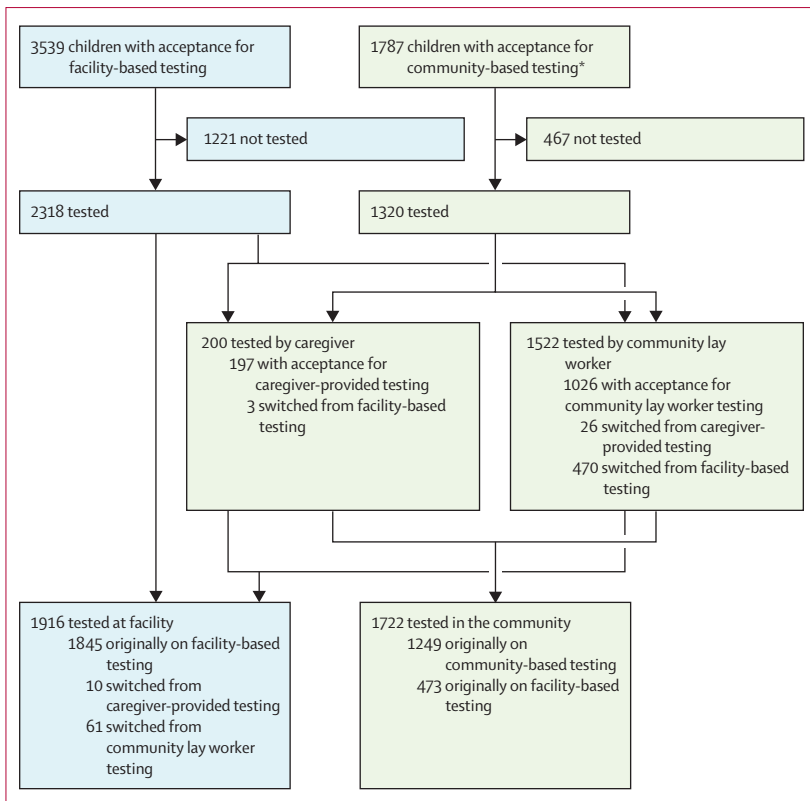 3539 children with acceptance for
facility-based testing
1787 children with acceptance for
community-based testing*
1221 not tested
467 not tested
2318 tested
1320 tested
200 tested by caregiver
197 with acceptance for
caregiver-provided testing
3 switched from facility-based
testing
1522 tested by community lay
worker
1026 with acceptance for
community lay worker testing
26 switched from caregiver-
provided testing
470 switched from facility-based
testing
1916 tested at facility
1845 originally on facility-based
testing
10 switched from
caregiver-provided testing
61 switched from
community lay worker
testing
1722 tested in the community
1249 originally on
community-based testing
473 originally on facility-based
testing